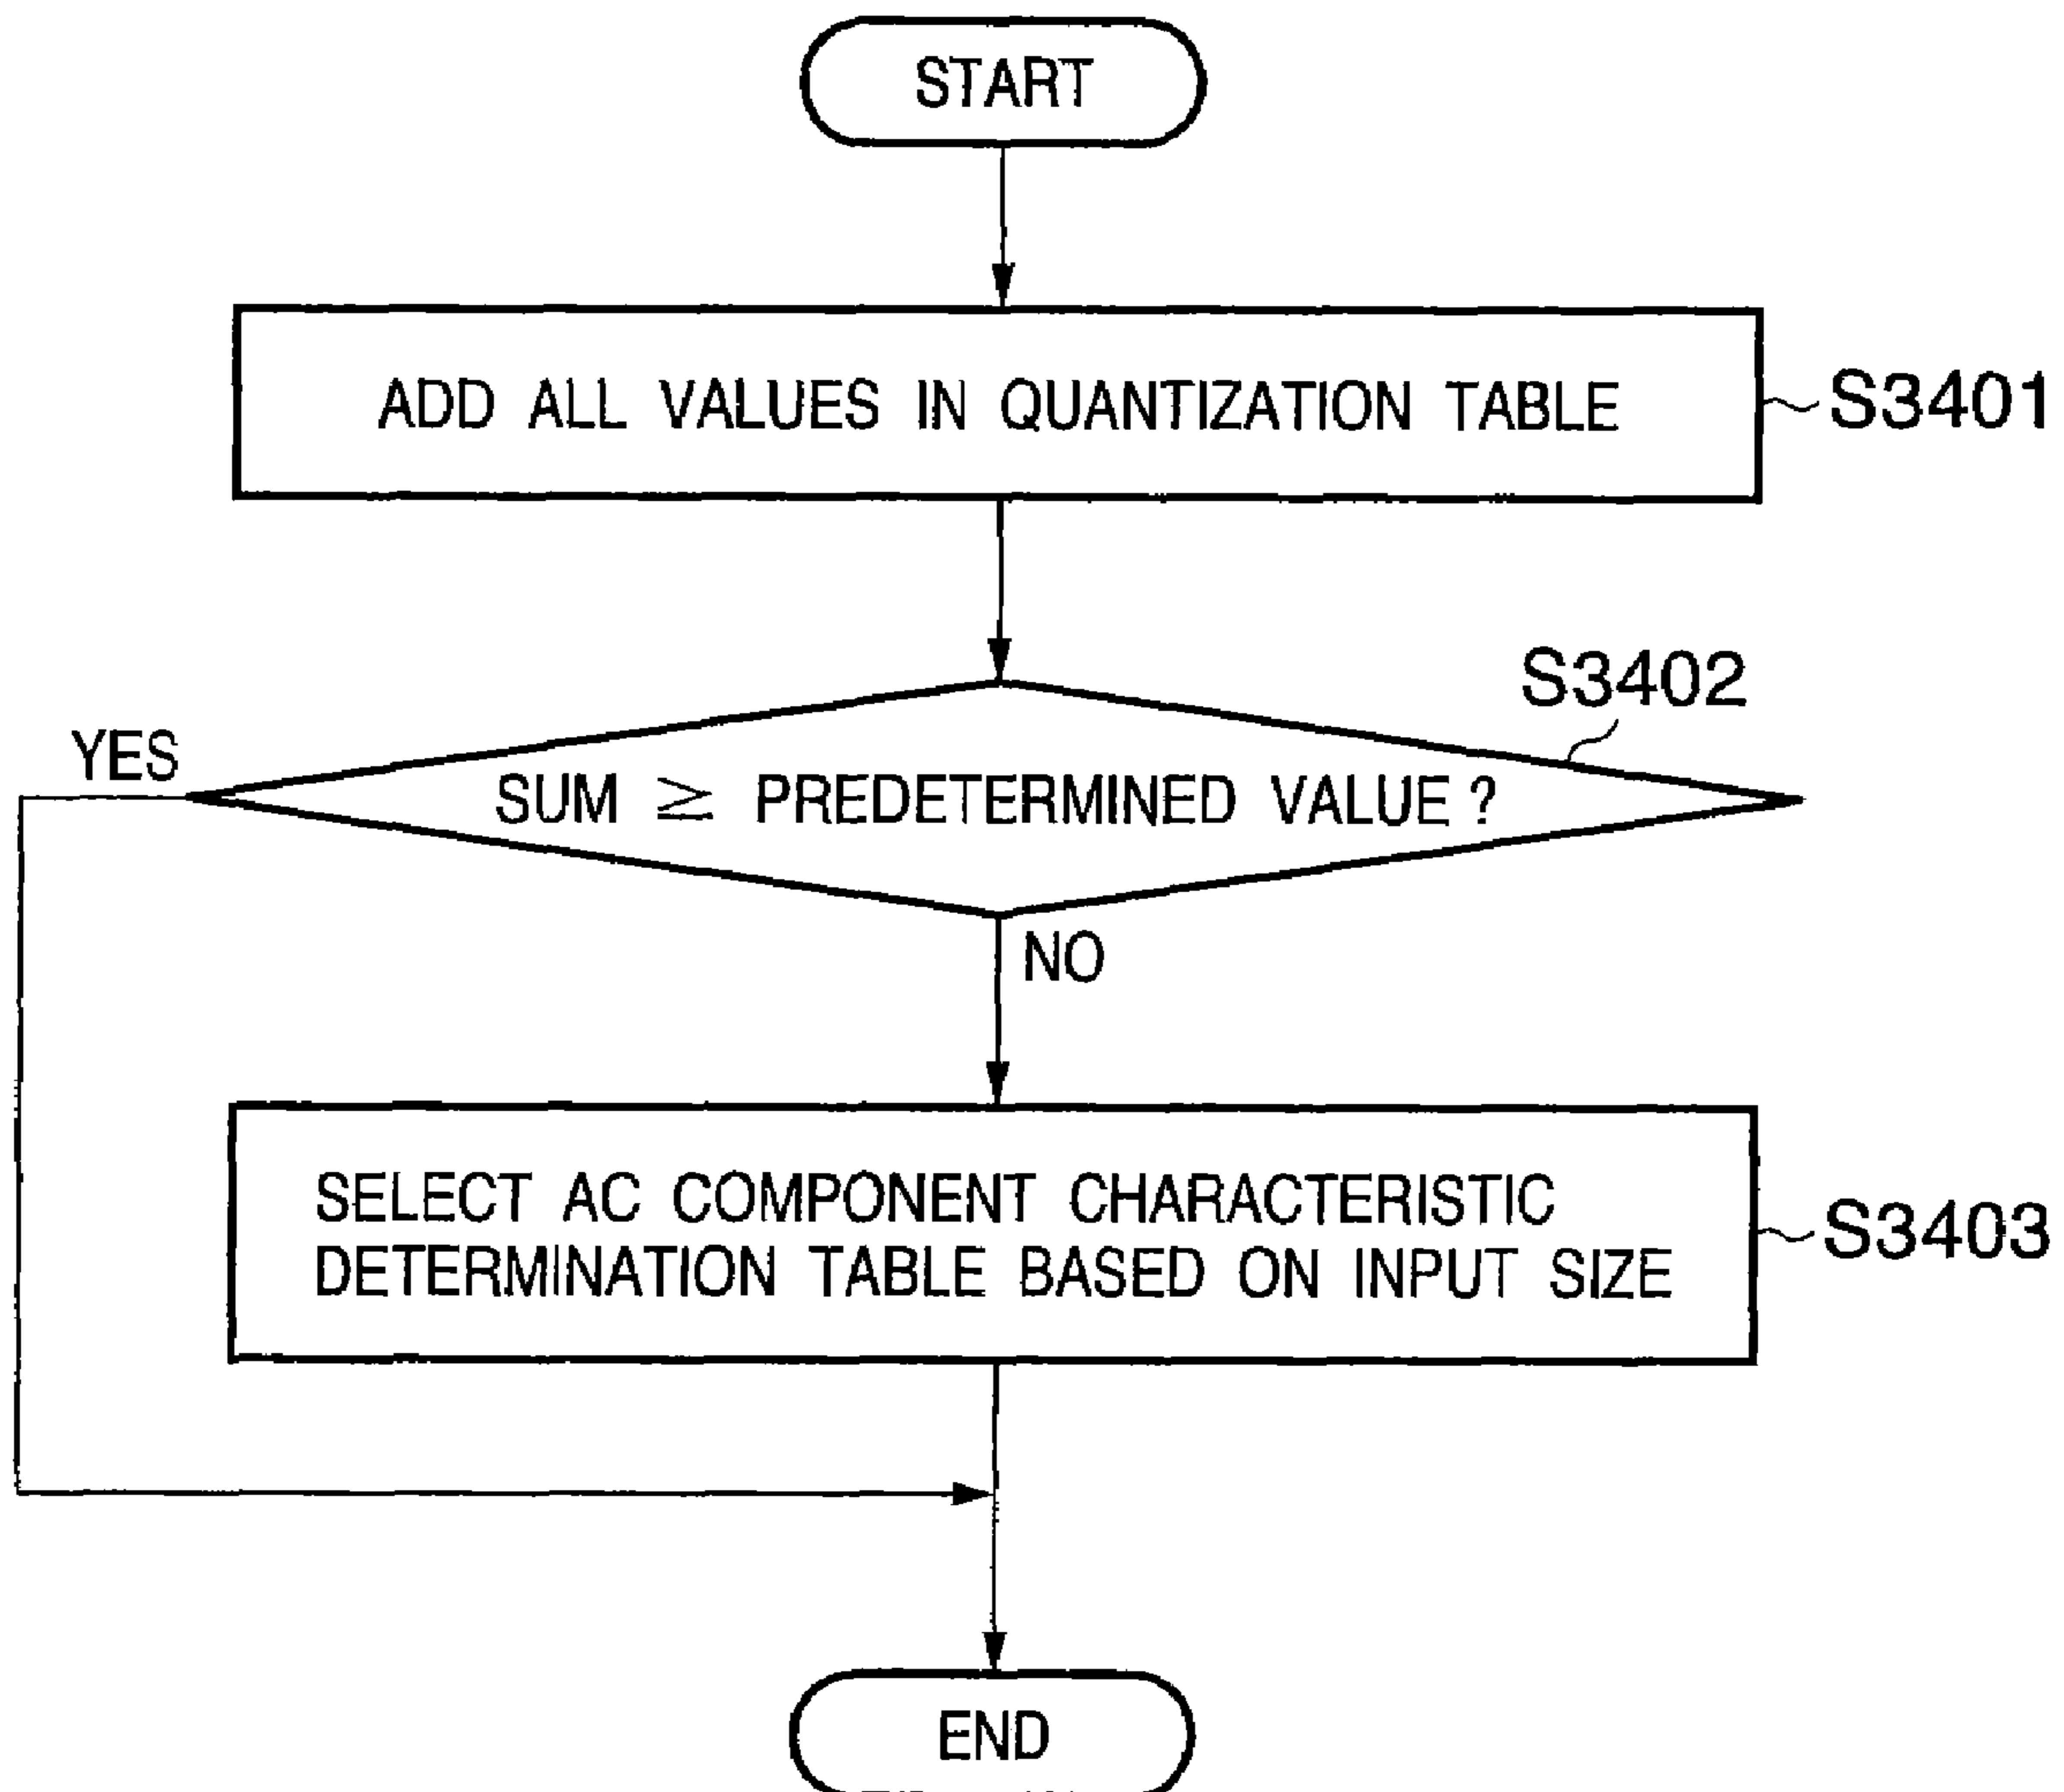 START
ADD ALL VALUES IN QUANTIZATION TABLE
S3401
S3402
YES
SUM ≧ PREDETERMINED VALUE ?
NO
SELECT AC COMPONENT CHARACTERISTIC
DETERMINATION TABLE BASED ON INPUT SIZE
S3403
END